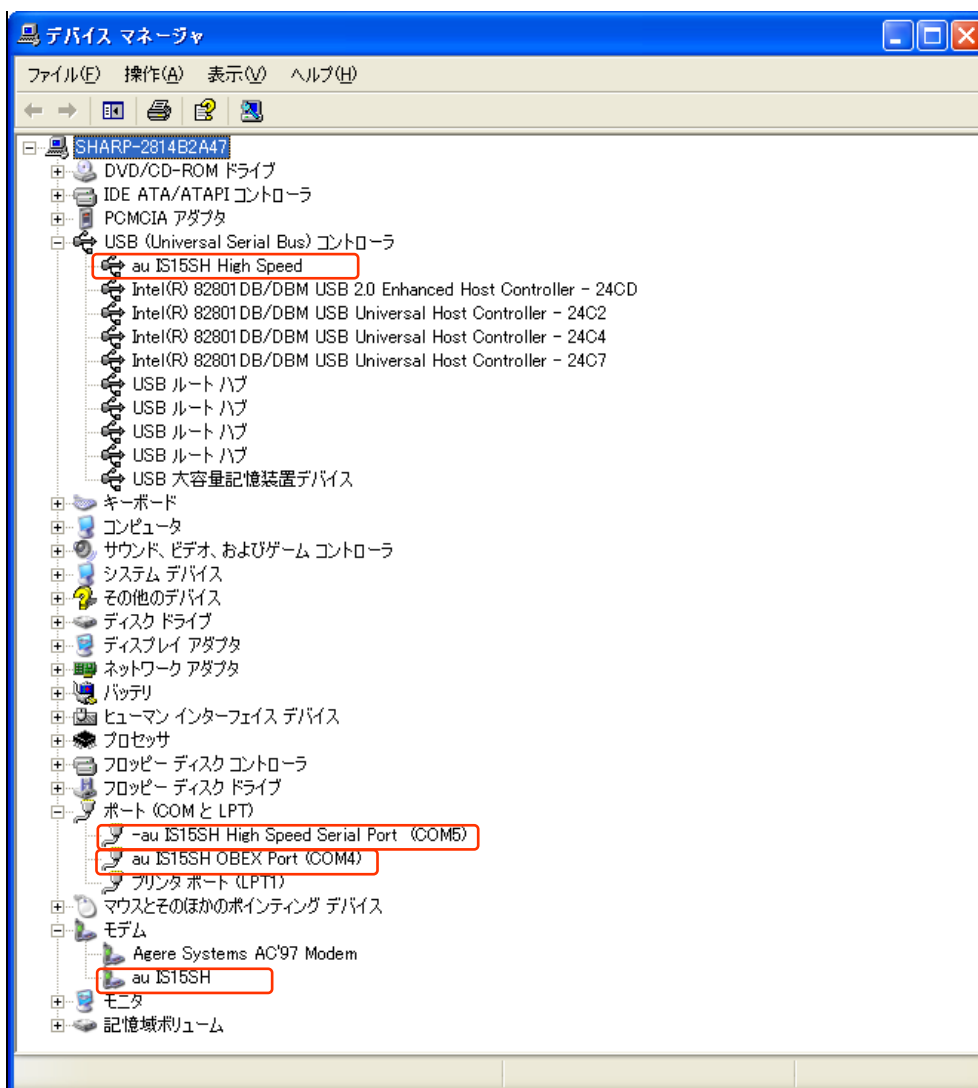 デバイス マネージャ
ファイル(F) 操作(A) 表示(V) ヘルプ(H)
SHARP-2814B2A47
DVD/CD-ROM ドライブ
IDE ATA/ATAPI コントローラ
PCMCIA アダプタ
USB (Universal Serial Bus) コントローラ
au IS15SH High Speed
Intel(R) 82801DB/DBM USB 2.0 Enhanced Host Controller - 24CD
Intel(R) 82801DB/DBM USB Universal Host Controller - 24C2
Intel(R) 82801DB/DBM USB Universal Host Controller - 24C4
Intel(R) 82801DB/DBM USB Universal Host Controller - 24C7
USB ルート ハブ
USB ルート ハブ
USB ルート ハブ
USB ルート ハブ
USB 大容量記憶装置デバイス
キーボード
コンピュータ
サウンド、ビデオ、およびゲーム コントローラ
システム デバイス
その他のデバイス
ディスク ドライブ
ディスプレイ アダプタ
ネットワーク アダプタ
バッテリ
ヒューマン インターフェイス デバイス
プロセッサ
フロッピー ディスク コントローラ
フロッピー ディスク ドライブ
ポート (COM と LPT)
-au IS15SH High Speed Serial Port (COM5)
au IS15SH OBEX Port (COM4)
プリンタ ポート (LPT1)
マウスとそのほかのポインティング デバイス
モデム
Agere Systems AC'97 Modem
au IS15SH
モニタ
記憶域ボリューム